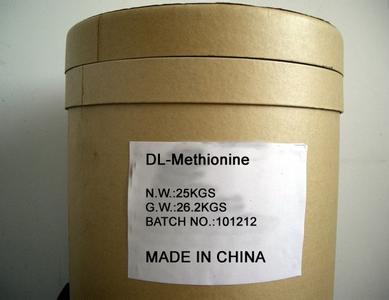 DL-Methionine
N.W.:25KGS
G.W.:26.2KGS
BATCH NO.:101212
MADE IN CHINA